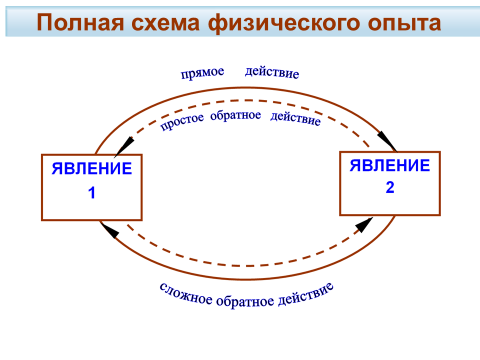 Полная схема физического опыта
прямое действие
простое обратное действие
ЯВЛЕНИЕ
1
ЯВЛЕНИЕ
2
сложное обратное действие